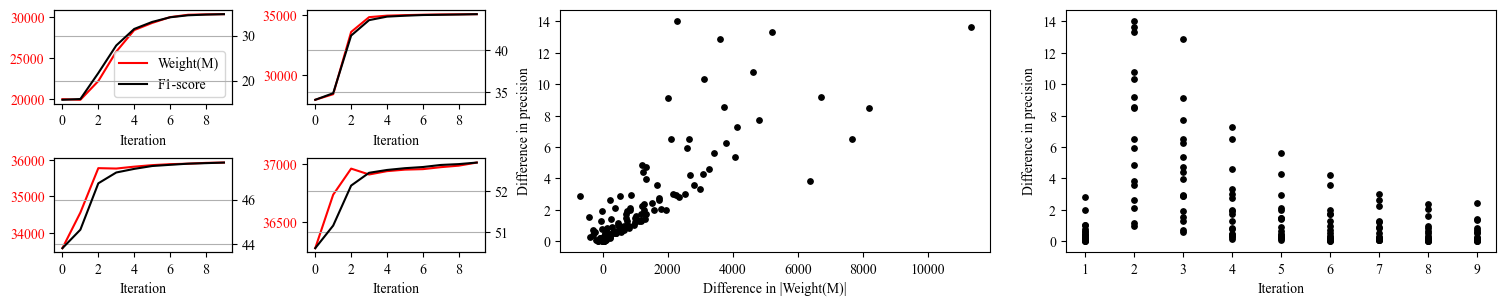 30000
25000
20000
30
20
Weight(M)
F1-score
0 2 4 6 8
Iteration
35000
30000
40
35
0 2 4 6 8
Iteration
36000
35000
34000
46
44
0 2 4 6 8
Iteration
37000
36500
52
51
0 2 4 6 8
Iteration
Difference in precision
14
12
10
8
6
4
2
0
0 2000 4000 6000 8000 10000
Difference in |Weight(M)|
Difference in precision
14
12
10
8
6
4
2
0
1 2 3 4 5 6 7 8 9
Iteration